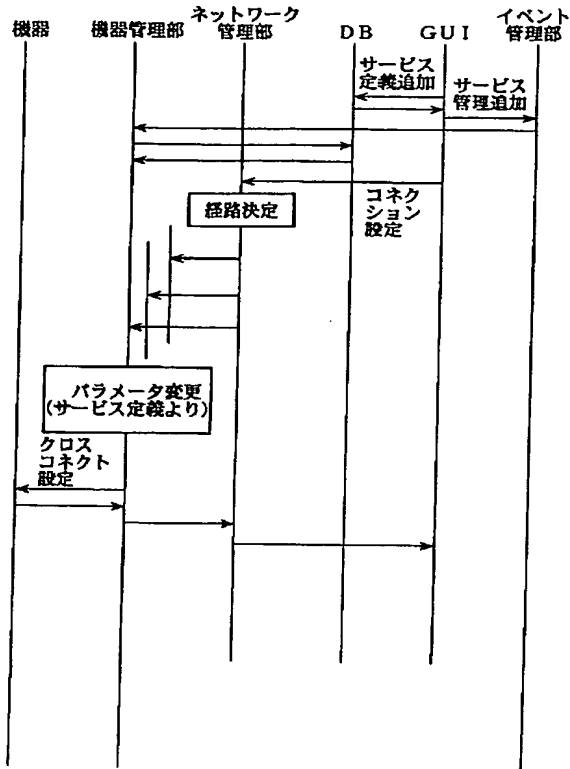 機器
機器管理部
ネットワーク
管理部
DB
GUI
イベント
管理部
サービス
定義追加
サービス
管理追加
コネク
ション
設定
経路決定
パラメータ変更
(サービス定義より)
クロス
コネクト
設定